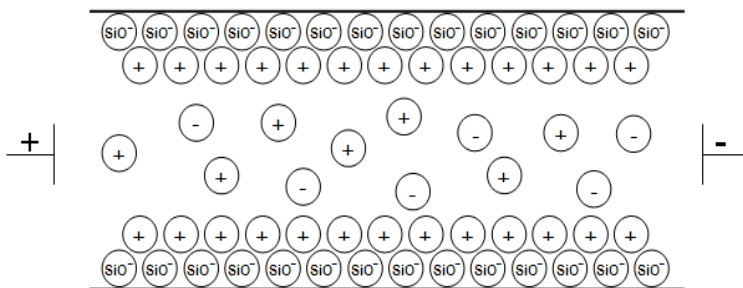 SiO⁻ SiO⁻ SiO⁻ SiO⁻ SiO⁻ SiO⁻ SiO⁻ SiO⁻ SiO⁻ SiO⁻ SiO⁻ SiO⁻ SiO⁻ SiO⁻
+ + + + + + + + + + + + +
- + + - + -
+ + + -
+ - - + -
+ + + + + + + + + + + + +
SiO⁻ SiO⁻ SiO⁻ SiO⁻ SiO⁻ SiO⁻ SiO⁻ SiO⁻ SiO⁻ SiO⁻ SiO⁻ SiO⁻ SiO⁻ SiO⁻